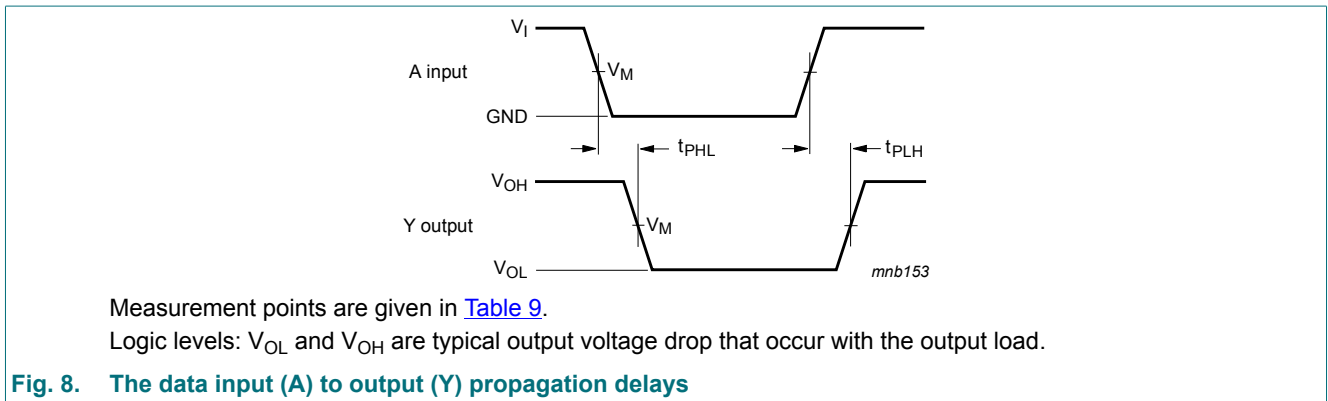 V_I
A input
V_M
GND
t_PHL
t_PLH
V_OH
Y output
V_M
V_OL
mnb153
Measurement points are given in Table 9.
Logic levels: V_OL and V_OH are typical output voltage drop that occur with the output load.
Fig. 8. The data input (A) to output (Y) propagation delays